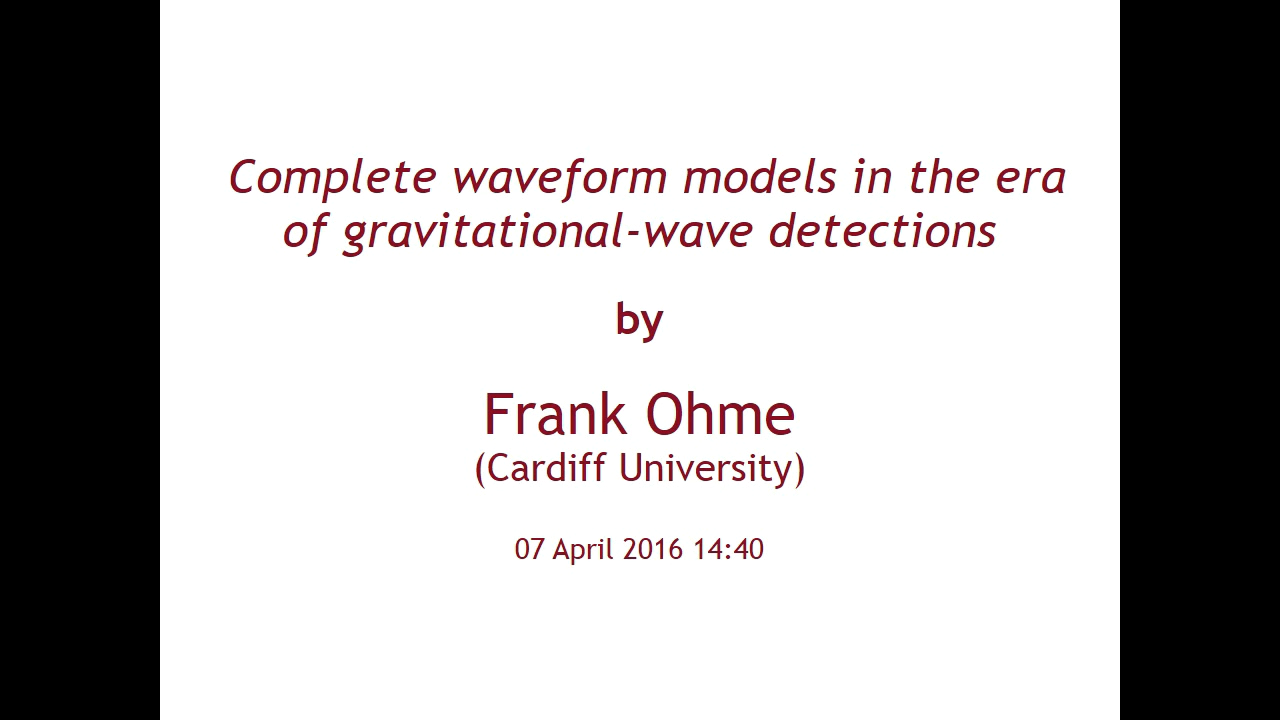 Complete waveform models in the era
of gravitational-wave detections
by
Frank Ohme
(Cardiff University)
07 April 2016 14:40